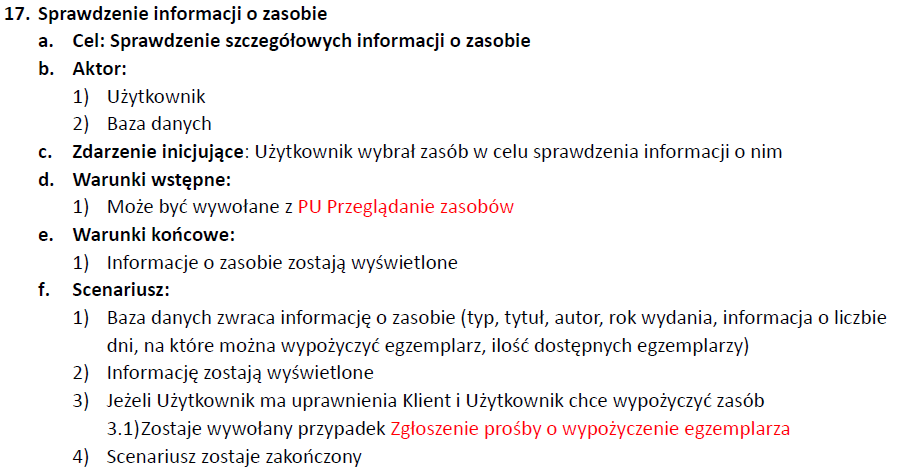 17. Sprawdzenie informacji o zasobie
a. Cel: Sprawdzenie szczegółowych informacji o zasobie
b. Aktor:
1) Użytkownik
2) Baza danych
c. Zdarzenie inicjujące: Użytkownik wybrał zasób w celu sprawdzenia informacji o nim
d. Warunki wstępne:
1) Może być wywołane z PU Przeglądanie zasobów
e. Warunki końcowe:
1) Informacje o zasobie zostają wyświetlone
f. Scenariusz:
1) Baza danych zwraca informację o zasobie (typ, tytuł, autor, rok wydania, informacja o liczbie
dni, na które można wypożyczyć egzemplarz, ilość dostępnych egzemplarzy)
2) Informację zostają wyświetlone
3) Jeżeli Użytkownik ma uprawnienia Klient i Użytkownik chce wypożyczyć zasób
3.1)Zostaje wywołany przypadek Zgłoszenie prośby o wypożyczenie egzemplarza
4) Scenariusz zostaje zakończony